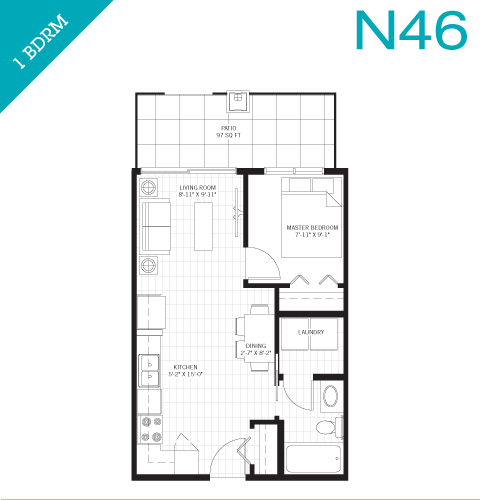 1 BDRM
N46
PATIO
97 SQ FT
LIVING ROOM
8'-11" X 9'-11"
MASTER BEDROOM
7'-11" X 9'-1"
LAUNDRY
DINING
2'-7" X 8'-2"
KITCHEN
5'-2" X 15'-0"